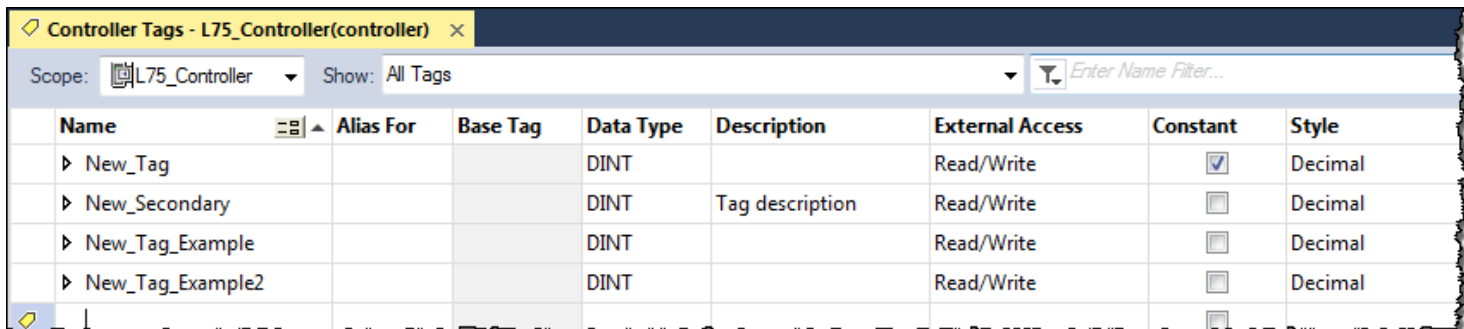 Controller Tags - L75_Controller(controller) ×
Scope: L75_Controller Show: All Tags Enter Name Filter...
Name Alias For Base Tag Data Type Description External Access Constant Style
New_Tag DINT Read/Write Decimal
New_Secondary DINT Tag description Read/Write Decimal
New_Tag_Example DINT Read/Write Decimal
New_Tag_Example2 DINT Read/Write Decimal